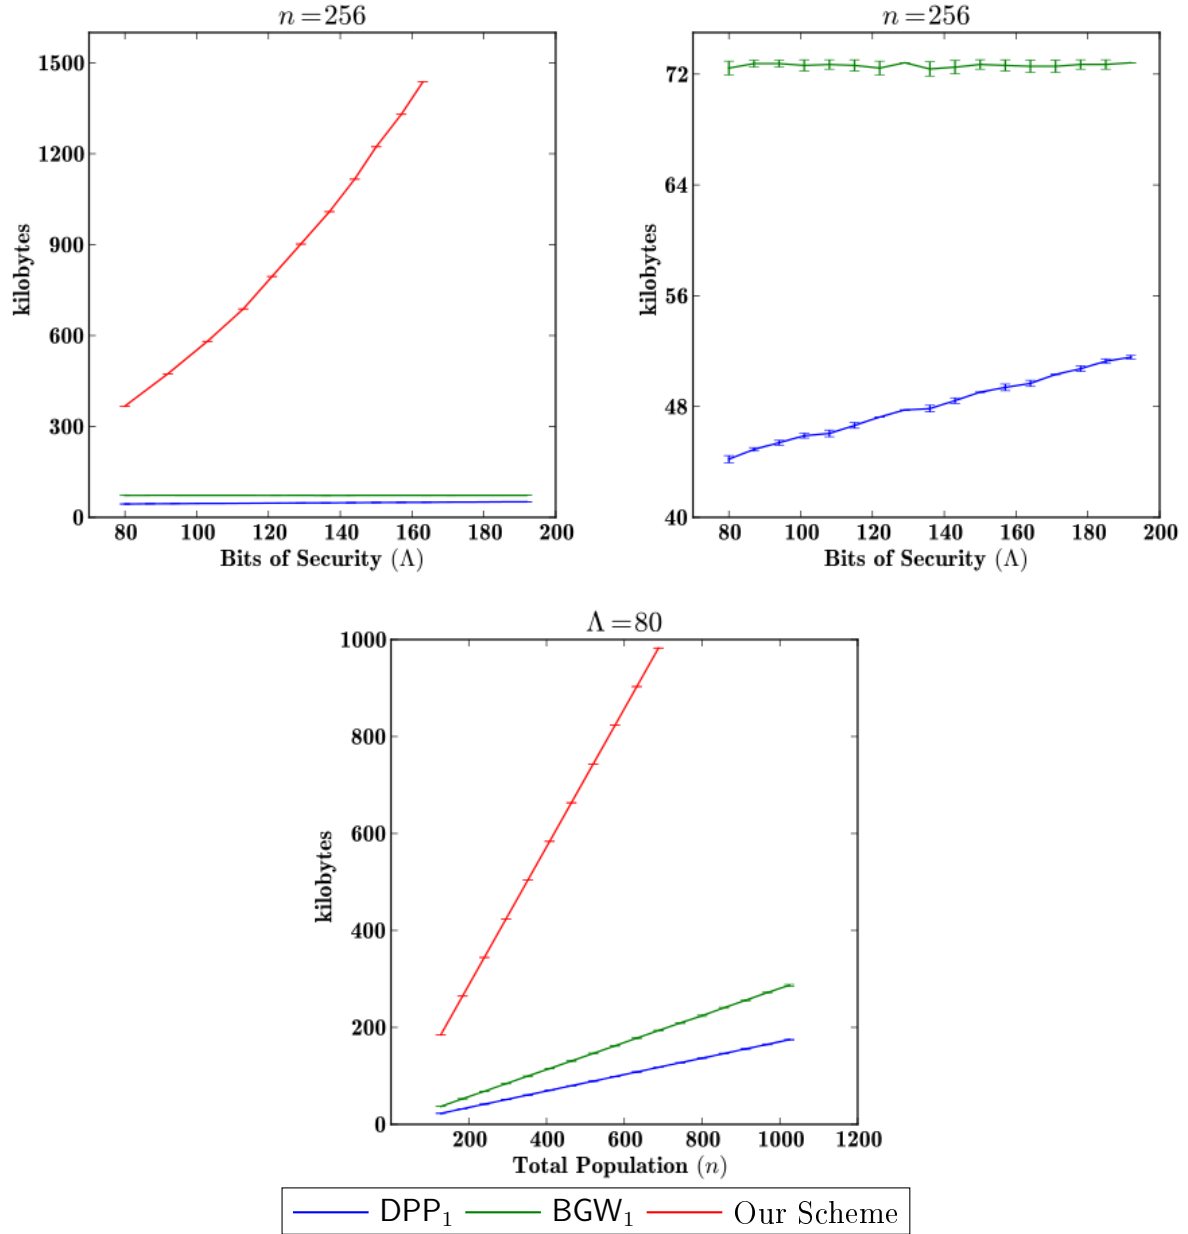 n = 256
1500
1200
900
600
300
0
kilobytes
80 100 120 140 160 180 200
Bits of Security (Λ)
n = 256
72
64
56
48
40
kilobytes
80 100 120 140 160 180 200
Bits of Security (Λ)
Λ = 80
1000
800
600
400
200
0
kilobytes
200 400 600 800 1000 1200
Total Population (n)
DPP₁ BGW₁ Our Scheme